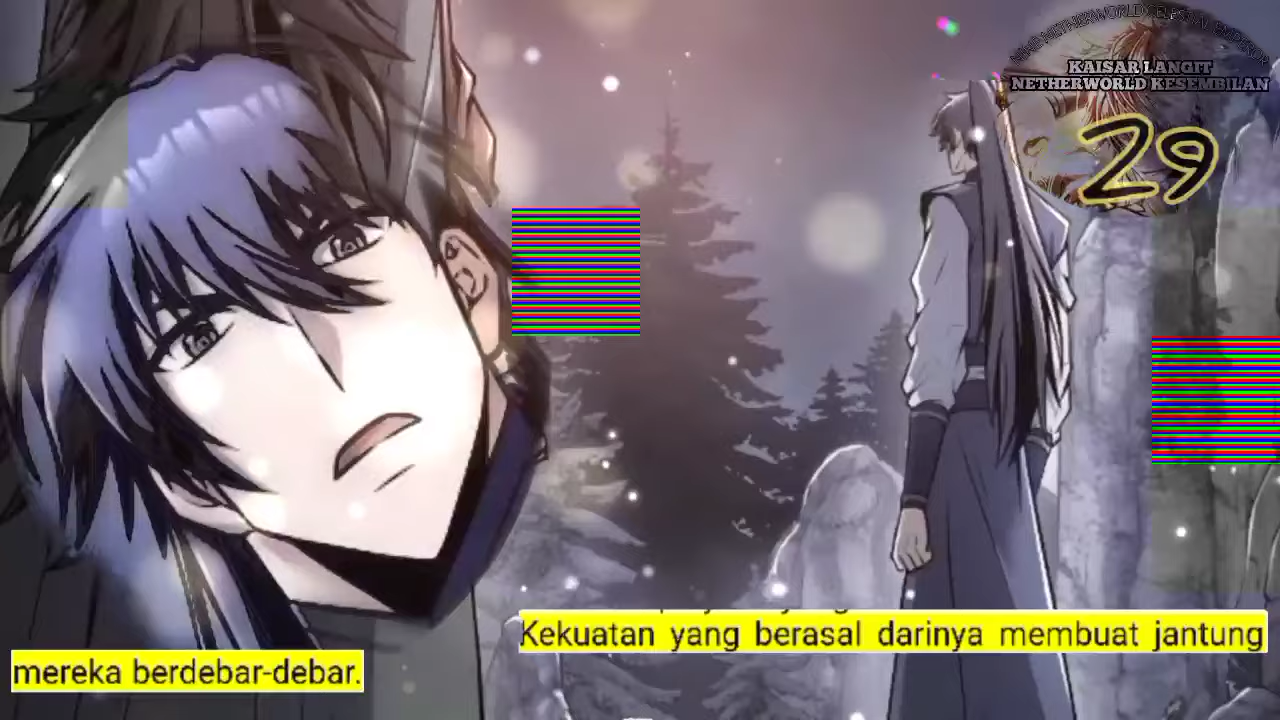 KAISAR LANGIT
NETHERWORLD KESEMBILAN
29
Kekuatan yang berasal darinya membuat jantung
mereka berdebar-debar.